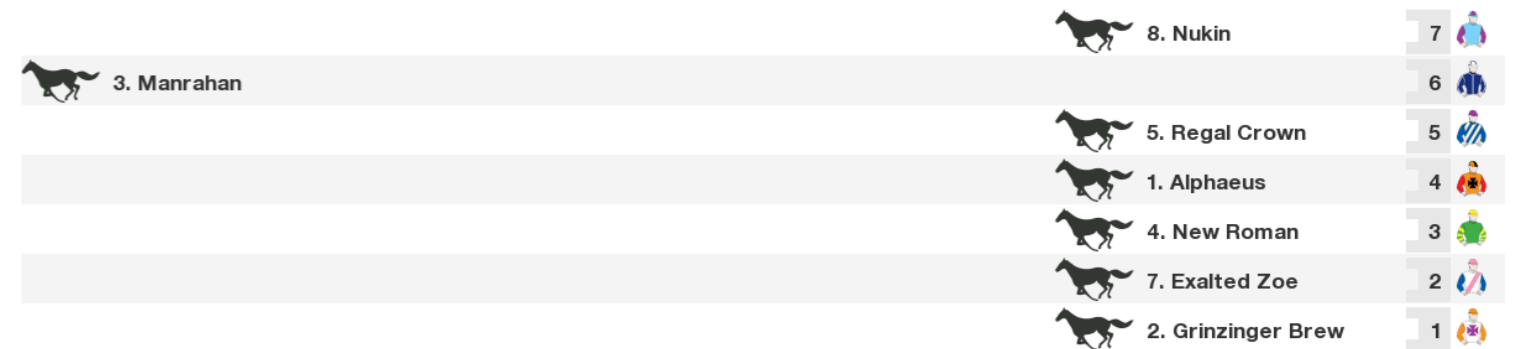 8. Nukin 7
3. Manrahan 6
5. Regal Crown 5
1. Alphaeus 4
4. New Roman 3
7. Exalted Zoe 2
2. Grinzinger Brew 1